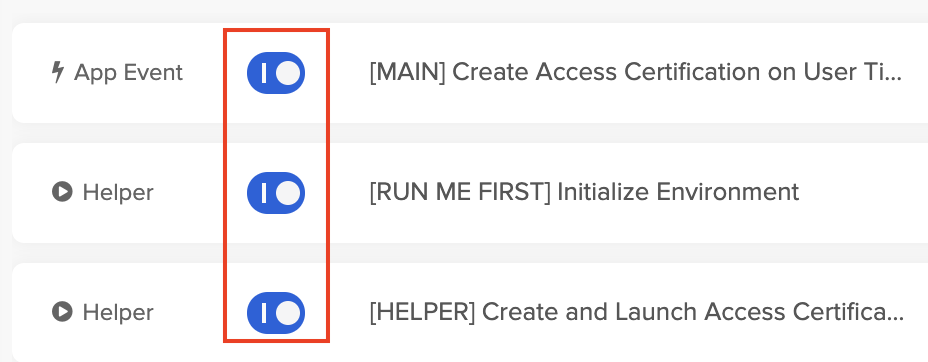 App Event [MAIN] Create Access Certification on User Ti...
Helper [RUN ME FIRST] Initialize Environment
Helper [HELPER] Create and Launch Access Certifica...